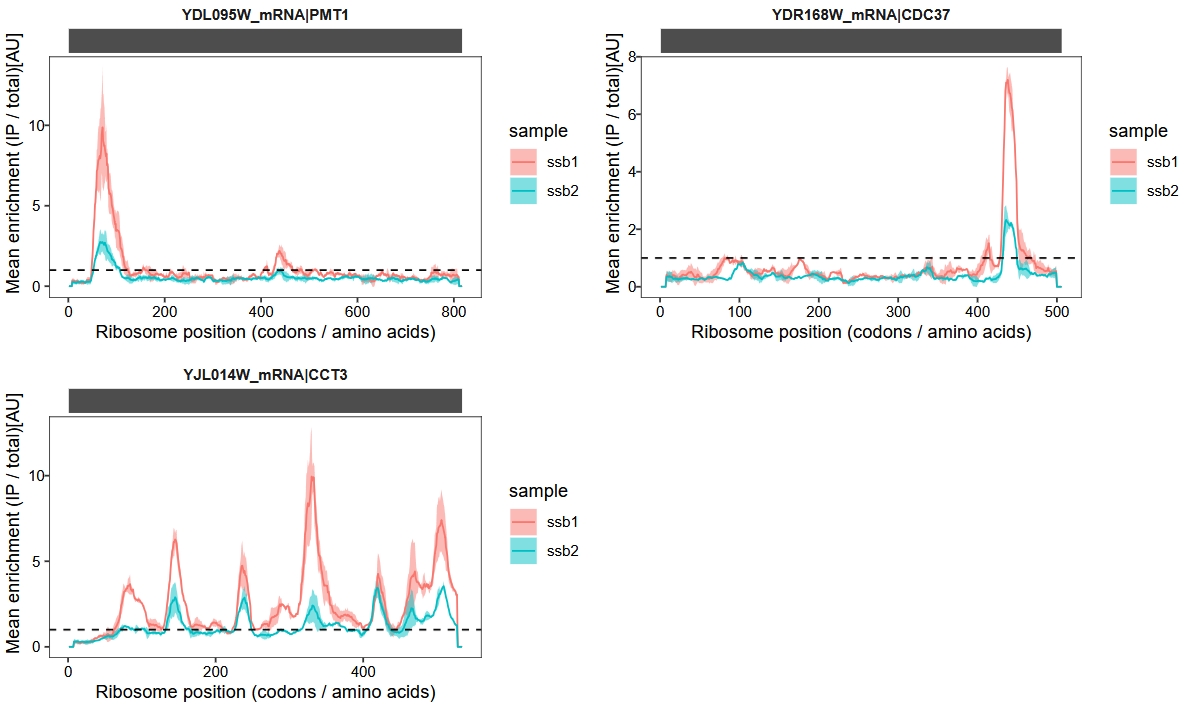 YDL095W_mRNA|PMT1
Mean enrichment (IP / total)[AU]
10
5
0
0 200 400 600 800
Ribosome position (codons / amino acids)
sample
ssb1
ssb2
YDR168W_mRNA|CDC37
Mean enrichment (IP / total)[AU]
8
6
4
2
0
0 100 200 300 400 500
Ribosome position (codons / amino acids)
sample
ssb1
ssb2
YJL014W_mRNA|CCT3
Mean enrichment (IP / total)[AU]
10
5
0
0 200 400
Ribosome position (codons / amino acids)
sample
ssb1
ssb2